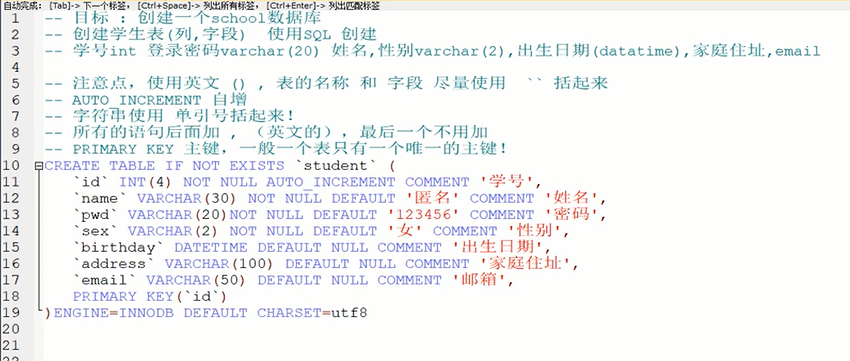 自动完成: [Tab]-> 下一个标签, [Ctrl+Space]-> 列出所有标签, [Ctrl+Enter]-> 列出匹配标签
1 -- 目标 : 创建一个school数据库
2 -- 创建学生表(列,字段)  使用SQL 创建
3 -- 学号int 登录密码varchar(20) 姓名,性别varchar(2),出生日期(datatime),家庭住址,email
4
5 -- 注意点, 使用英文 () , 表的名称 和 字段 尽量使用  `` 括起来
6 -- AUTO_INCREMENT 自增
7 -- 字符串使用 单引号括起来!
8 -- 所有的语句后面加 , (英文的), 最后一个不用加
9 -- PRIMARY KEY 主键, 一般一个表只有一个唯一的主键!
10 CREATE TABLE IF NOT EXISTS `student` (
11 `id` INT(4) NOT NULL AUTO_INCREMENT COMMENT '学号',
12 `name` VARCHAR(30) NOT NULL DEFAULT '匿名' COMMENT '姓名',
13 `pwd` VARCHAR(20)NOT NULL DEFAULT '123456' COMMENT '密码',
14 `sex` VARCHAR(2) NOT NULL DEFAULT '女' COMMENT '性别',
15 `birthday` DATETIME DEFAULT NULL COMMENT '出生日期',
16 `address` VARCHAR(100) DEFAULT NULL COMMENT '家庭住址',
17 `email` VARCHAR(50) DEFAULT NULL COMMENT '邮箱',
18 PRIMARY KEY(`id`)
19 )ENGINE=INNODB DEFAULT CHARSET=utf8
20
21